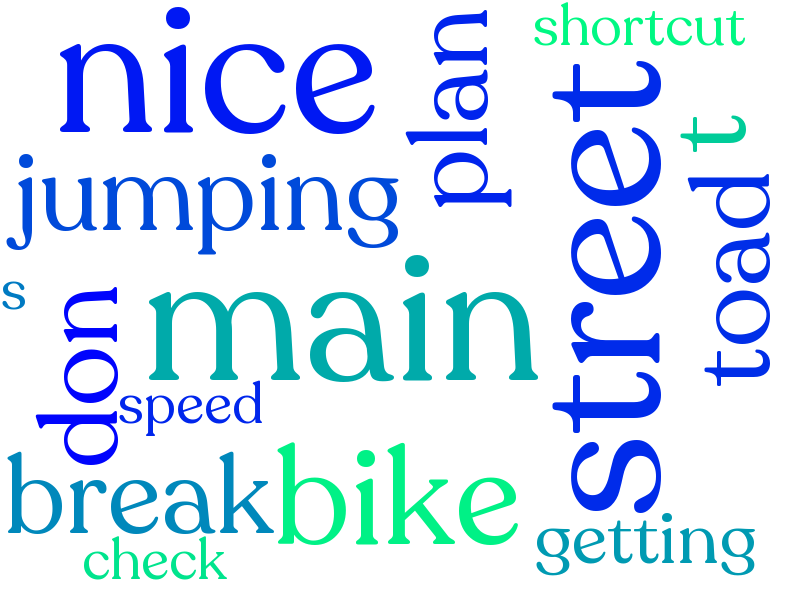 shortcut
nice
plan
street
t
jumping
toad
s
main
don
speed
break
bike
getting
check